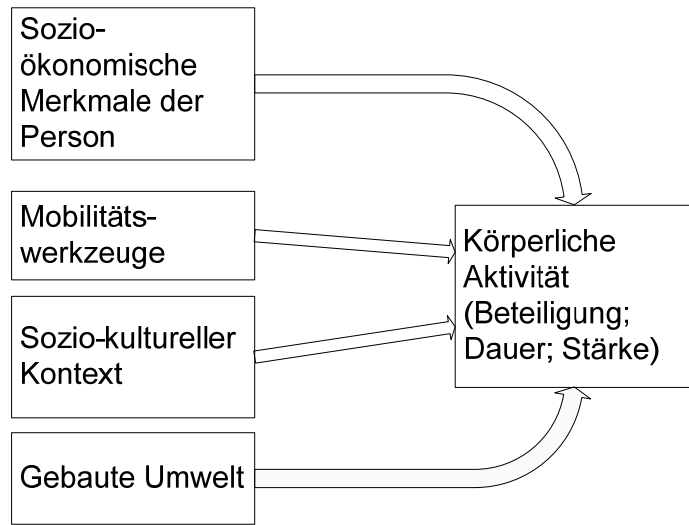 Sozio-
ökonomische
Merkmale der
Person
Mobilitäts-
werkzeuge
Sozio-kultureller
Kontext
Gebaute Umwelt
Körperliche
Aktivität
(Beteiligung;
Dauer; Stärke)